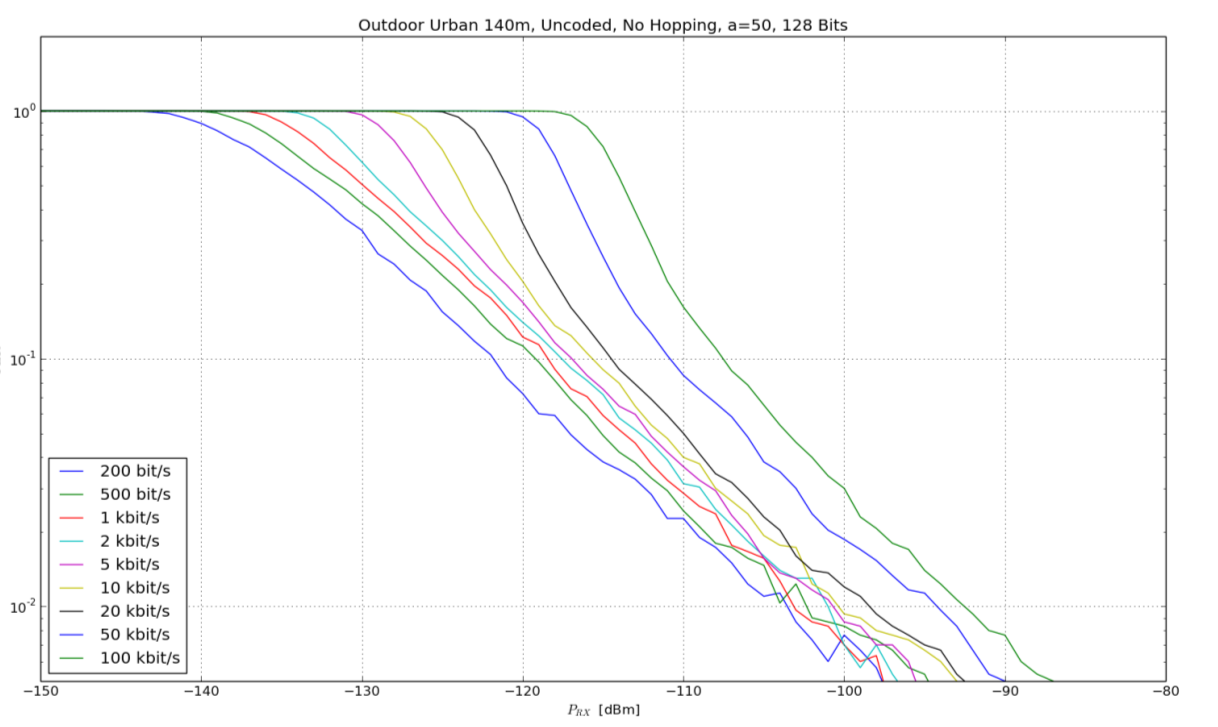 Outdoor Urban 140m, Uncoded, No Hopping, a=50, 128 Bits
10^0
10^-1
10^-2
200 bit/s
500 bit/s
1 kbit/s
2 kbit/s
5 kbit/s
10 kbit/s
20 kbit/s
50 kbit/s
100 kbit/s
−150 −140 −130 −120 −110 −100 −90 −80
P_RX [dBm]